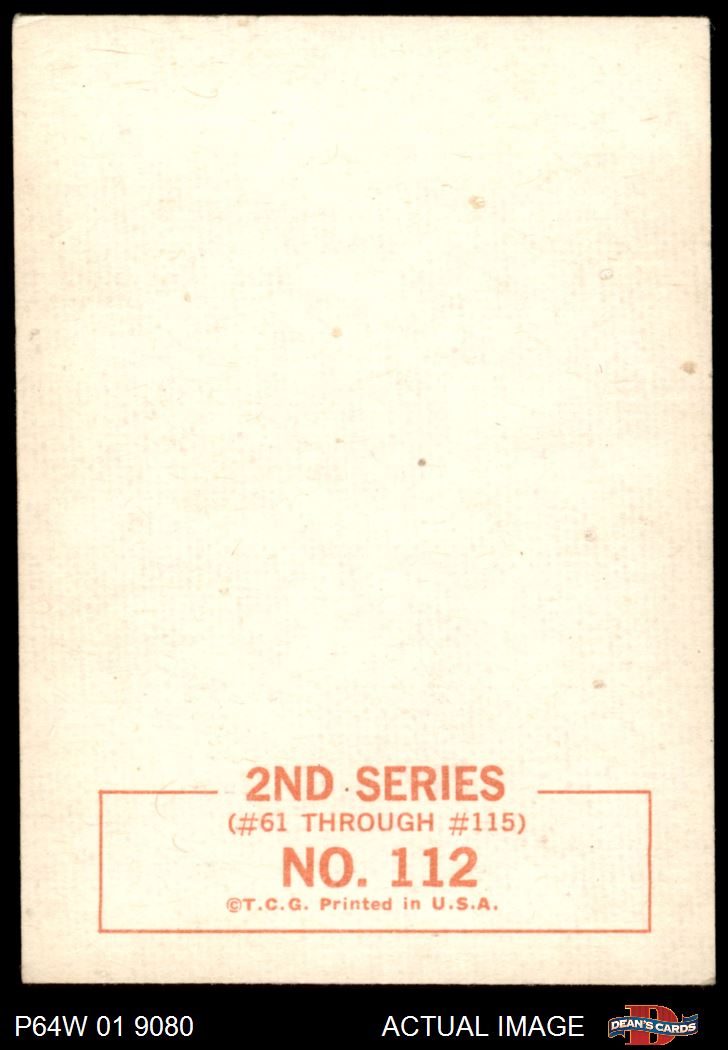 2ND SERIES
(#61 THROUGH #115)
NO. 112
©T.C.G. Printed in U.S.A.
P64W 01 9080
ACTUAL IMAGE
D
DEAN'S CARDS